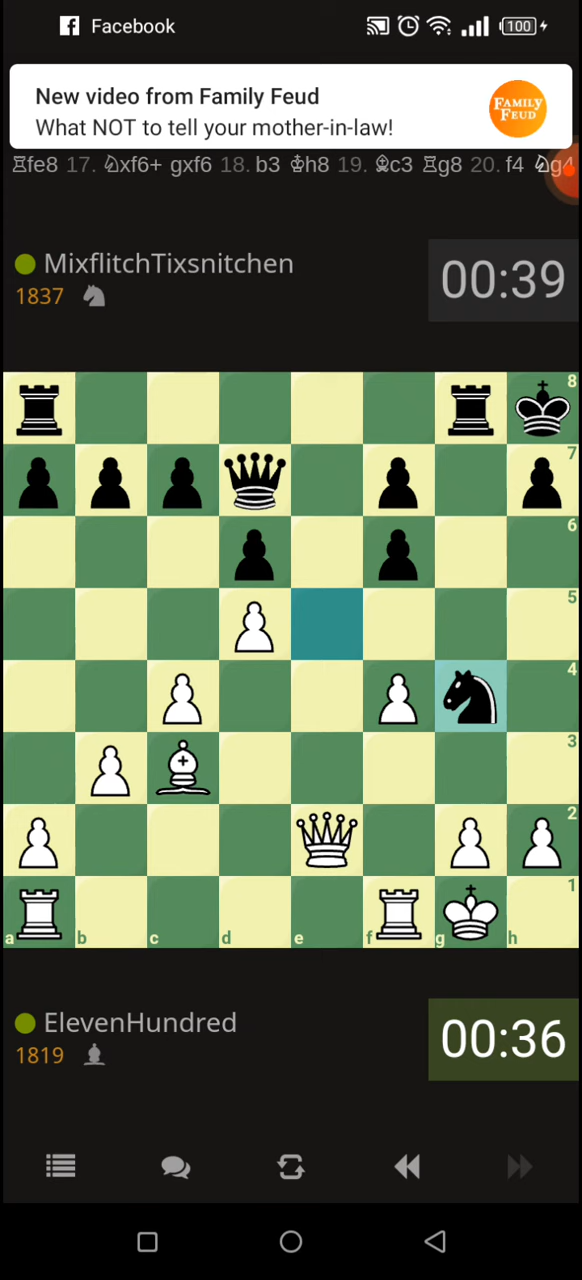 Facebook
100
New video from Family Feud
What NOT to tell your mother-in-law!
FAMILY FEUD
♖fe8 17. ♘xf6+ gxf6 18. b3 ♔h8 19. ♗c3 ♖g8 20. f4 ♘g4
MixflitchTixsnitchen
00:39
1837
8
7
6
5
4
3
2
1
a b c d e f g h
ElevenHundred
00:36
1819